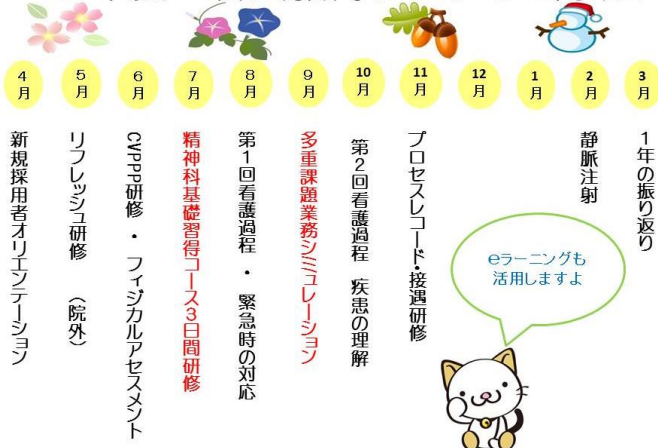 4月
5月
6月
7月
8月
9月
10月
11月
12月
1月
2月
3月
新規採用者オリエンテーション
リフレッシュ研修 (院外)
CVPPP研修 ・ フィジカルアセスメント
精神科基礎習得コース3日間研修
第1回看護過程 ・ 緊急時の対応
多重課題業務シミュレーション
第2回看護過程 疾患の理解
プロセスレコード・接遇研修
静脈注射
1年の振り返り
eラーニングも
活用しますよ